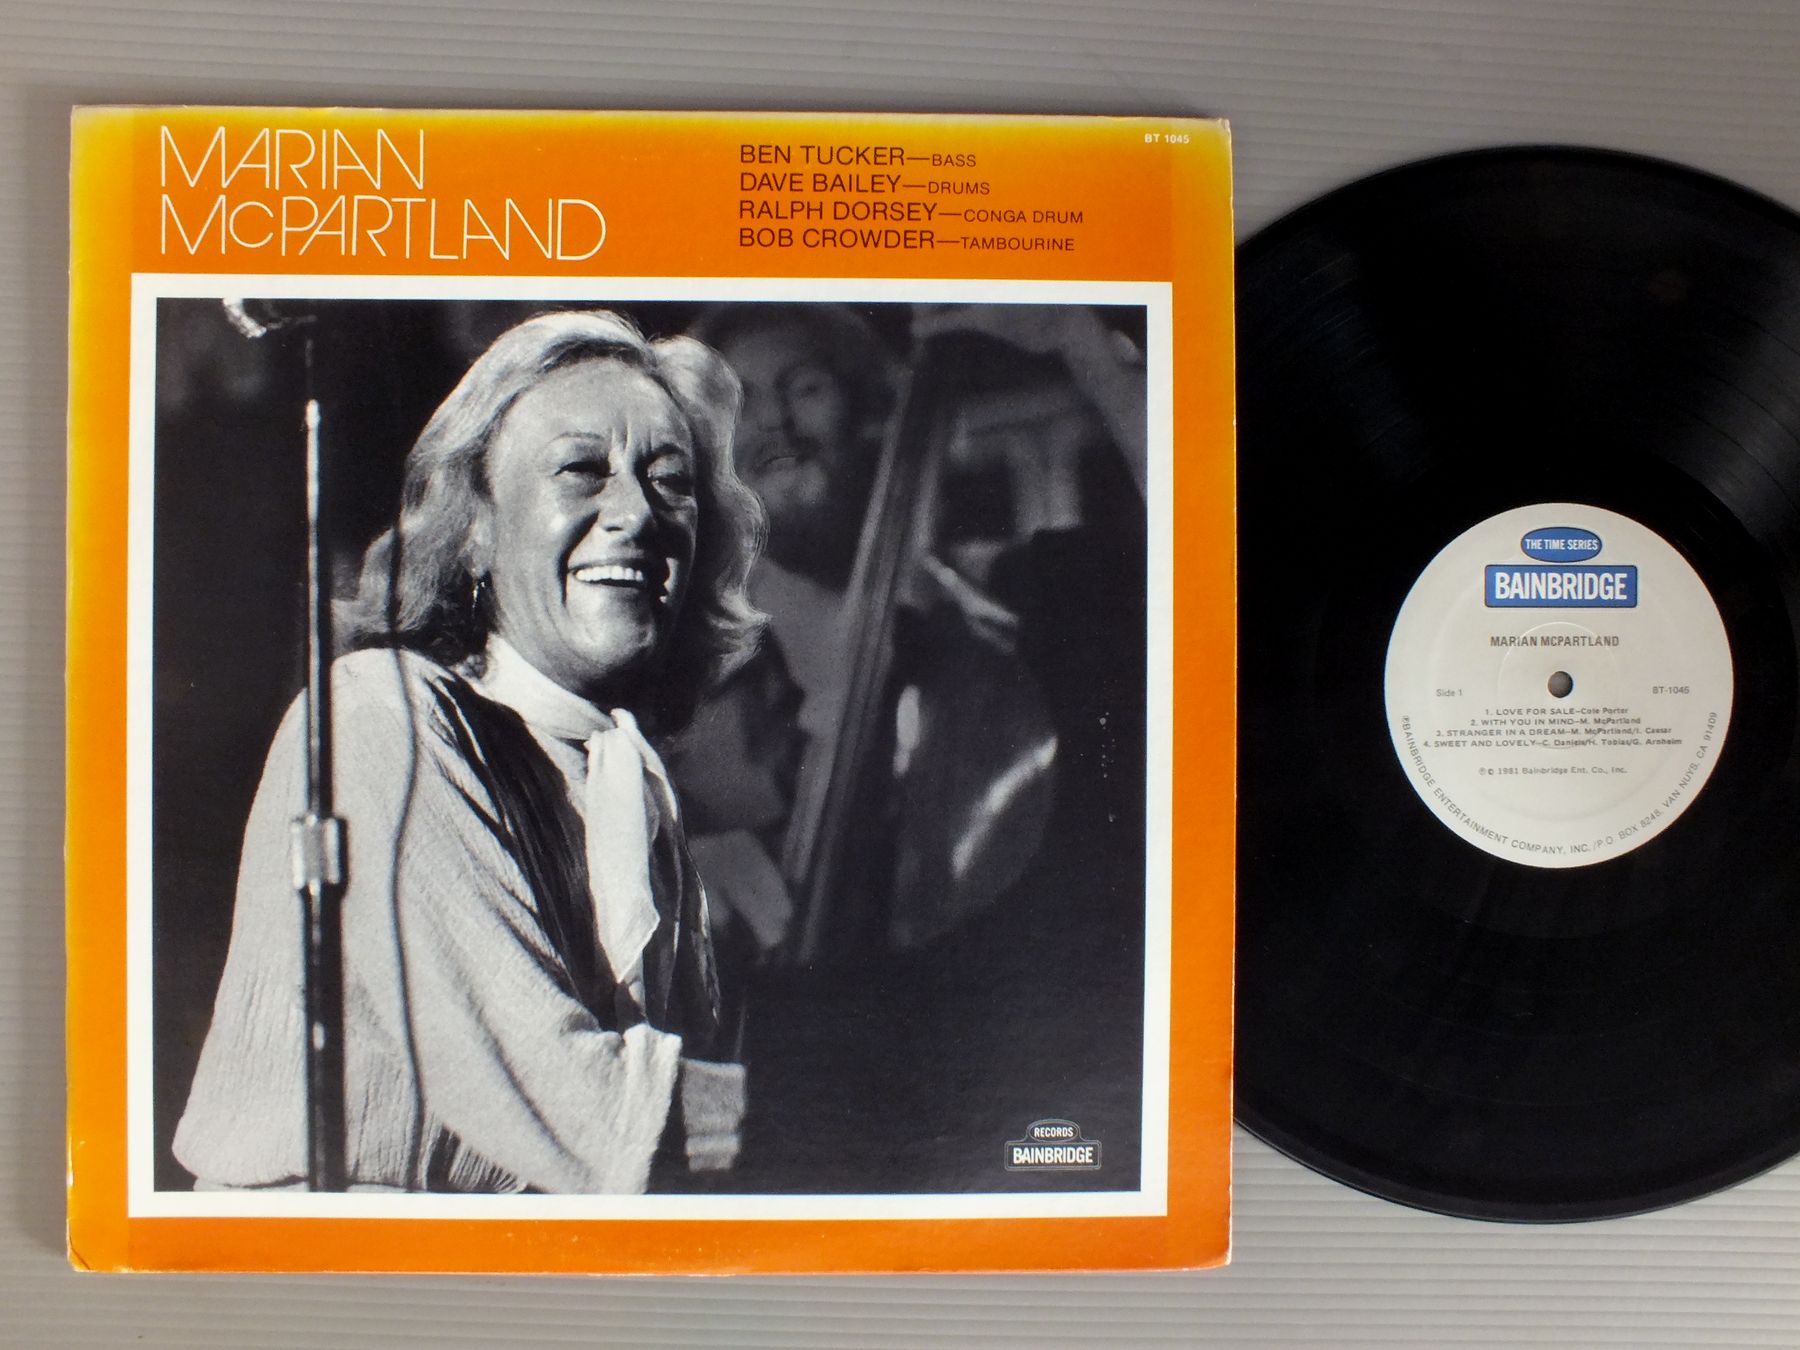 MARIAN
McPARTLAND
BEN TUCKER—BASS
DAVE BAILEY—DRUMS
RALPH DORSEY—CONGA DRUM
BOB CROWDER—TAMBOURINE
BT 1045
RECORDS
BAINBRIDGE
THE TIME SERIES
BAINBRIDGE
MARIAN MCPARTLAND
Side 1
BT-1045
1. LOVE FOR SALE—Cole Porter
2. WITH YOU IN MIND—M. McPartland
3. STRANGER IN A DREAM—M. McPartland/I. Caesar
4. SWEET AND LOVELY—C. Daniels/H. Tobias/G. Arnheim
℗© 1981 Bainbridge Ent. Co., Inc.
℗BAINBRIDGE ENTERTAINMENT COMPANY, INC. /P.O. BOX 8248, VAN NUYS, CA 91409